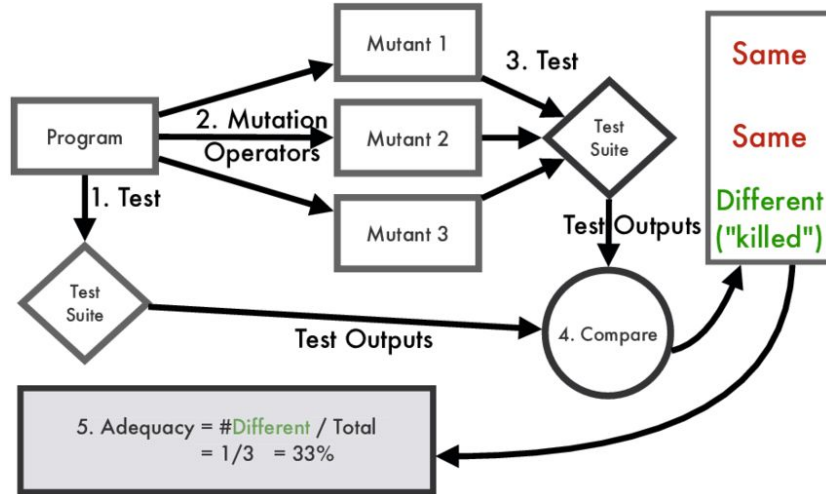 Mutant 1
3. Test
Same
Program
2. Mutation
Operators
Mutant 2
Test
Suite
Same
1. Test
Mutant 3
Different
("killed")
Test Outputs
Test
Suite
Test Outputs
4. Compare
5. Adequacy = #Different / Total
= 1/3 = 33%